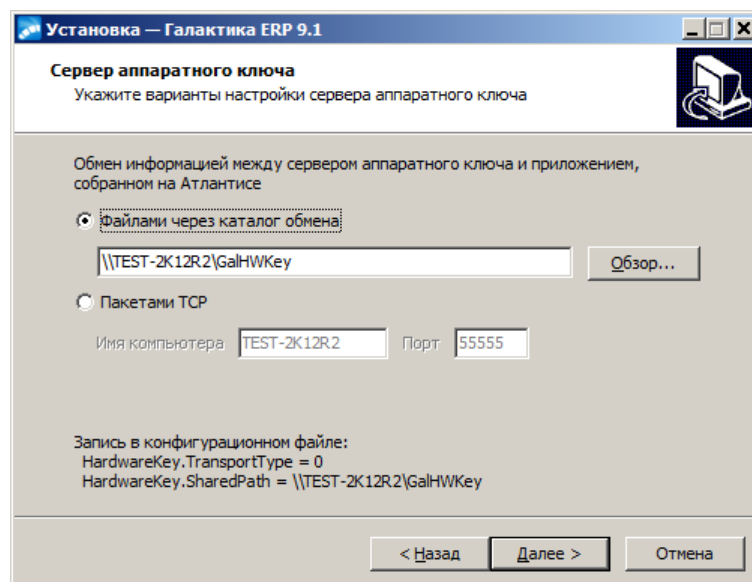 Установка — Галактика ERP 9.1
Сервер аппаратного ключа
Укажите варианты настройки сервера аппаратного ключа
Обмен информацией между сервером аппаратного ключа и приложением,
собранном на Атлантисе
Файлами через каталог обмена
\\TEST-2K12R2\GalHWKey
Обзор...
Пакетами TCP
Имя компьютера TEST-2K12R2 Порт 55555
Запись в конфигурационном файле:
HardwareKey.TransportType = 0
HardwareKey.SharedPath = \\TEST-2K12R2\GalHWKey
< Назад Далее > Отмена